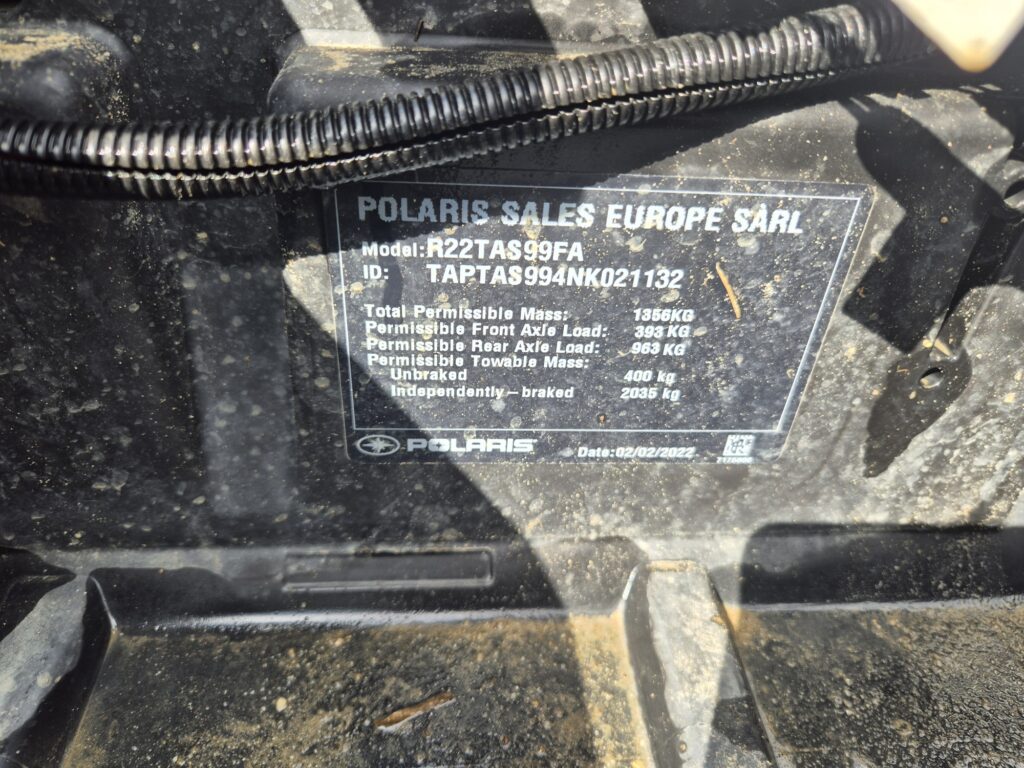 POLARIS SALES EUROPE SÀRL
Model: R22TAS99FA
ID: TAPTAS994NK021132
Total Permissible Mass: 1356KG
Permissible Front Axle Load: 393 KG
Permissible Rear Axle Load: 963 KG
Permissible Towable Mass:
Unbraked 400 kg
Independently-braked 2035 kg
POLARIS Date:02/02/2022